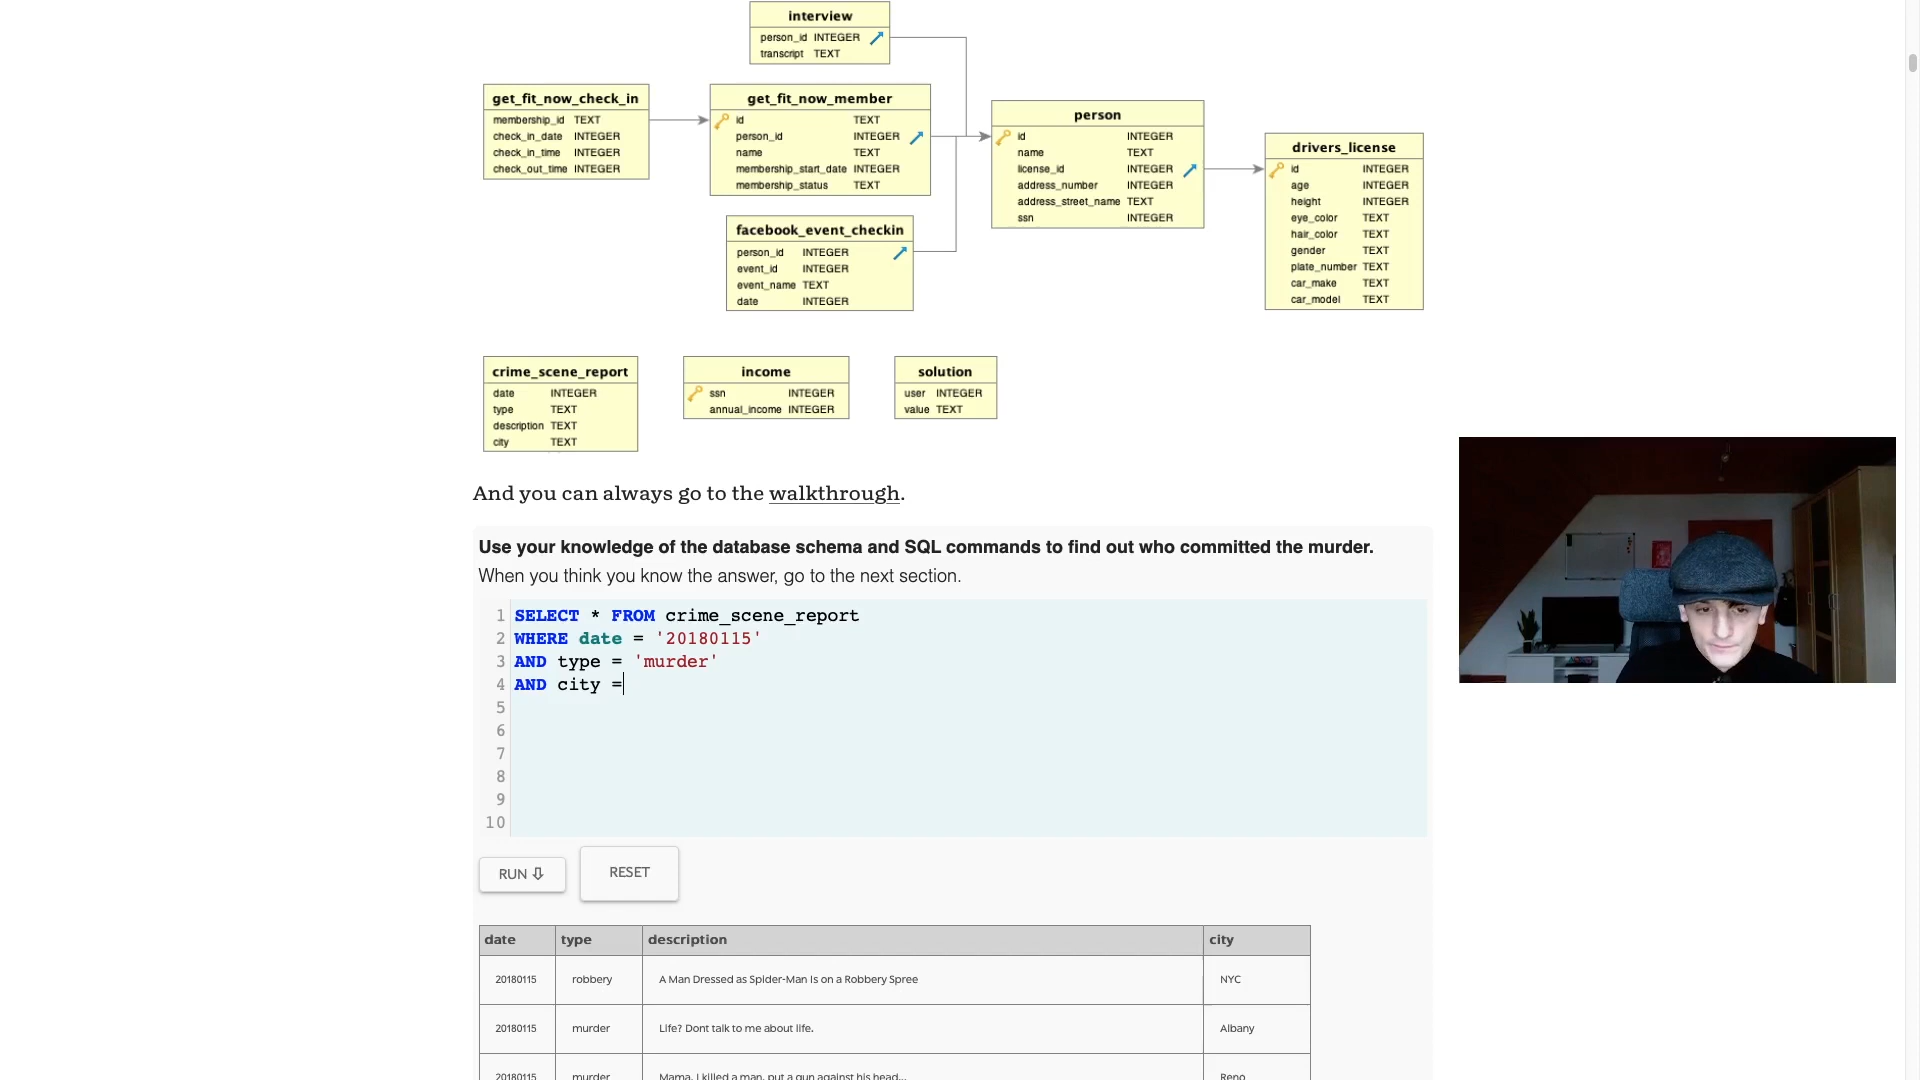 interview
person_id INTEGER
transcript TEXT
get_fit_now_check_in
membership_id TEXT
check_in_date INTEGER
check_in_time INTEGER
check_out_time INTEGER
get_fit_now_member
id TEXT
person_id INTEGER
name TEXT
membership_start_date INTEGER
membership_status TEXT
person
id INTEGER
name TEXT
license_id INTEGER
address_number INTEGER
address_street_name TEXT
ssn INTEGER
drivers_license
id INTEGER
age INTEGER
height INTEGER
eye_color TEXT
hair_color TEXT
gender TEXT
plate_number TEXT
car_make TEXT
car_model TEXT
facebook_event_checkin
person_id INTEGER
event_id INTEGER
event_name TEXT
date INTEGER
crime_scene_report
date INTEGER
type TEXT
description TEXT
city TEXT
income
ssn INTEGER
annual_income INTEGER
solution
user INTEGER
value TEXT
And you can always go to the walkthrough.
Use your knowledge of the database schema and SQL commands to find out who committed the murder.
When you think you know the answer, go to the next section.
1 SELECT * FROM crime_scene_report
2 WHERE date = '20180115'
3 AND type = 'murder'
4 AND city =
5
6
7
8
9
10
RUN ⇩ RESET
date type description city
20180115 robbery A Man Dressed as Spider-Man Is on a Robbery Spree NYC
20180115 murder Life? Dont talk to me about life. Albany
20180115 murder Mama, I killed a man, put a gun against his head... Reno